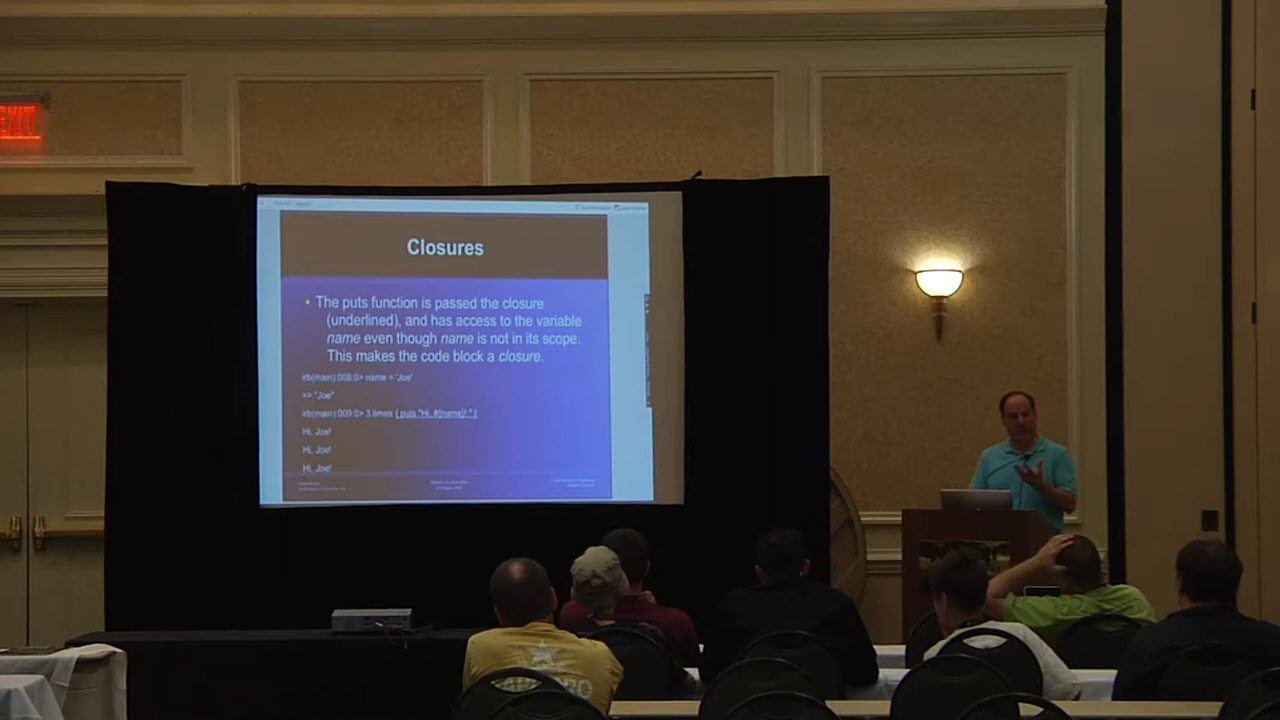 EXIT
Closures
• The puts function is passed the closure
(underlined), and has access to the variable
name even though name is not in its scope.
This makes the code block a closure.
irb(main):008:0> name = 'Joe'
=> "Joe"
irb(main):009:0> 3.times { puts "Hi, #{name}! " }
Hi, Joe!
Hi, Joe!
Hi, Joe!